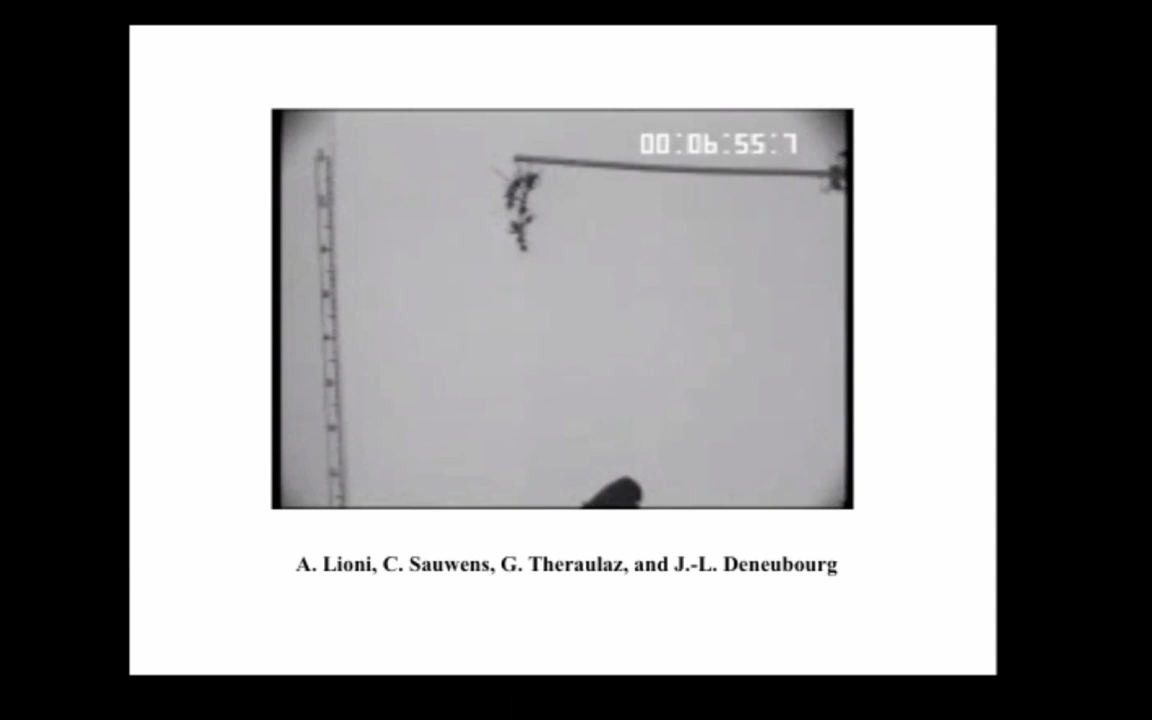 00:06:55:7
A. Lioni, C. Sauwens, G. Theraulaz, and J.-L. Deneubourg